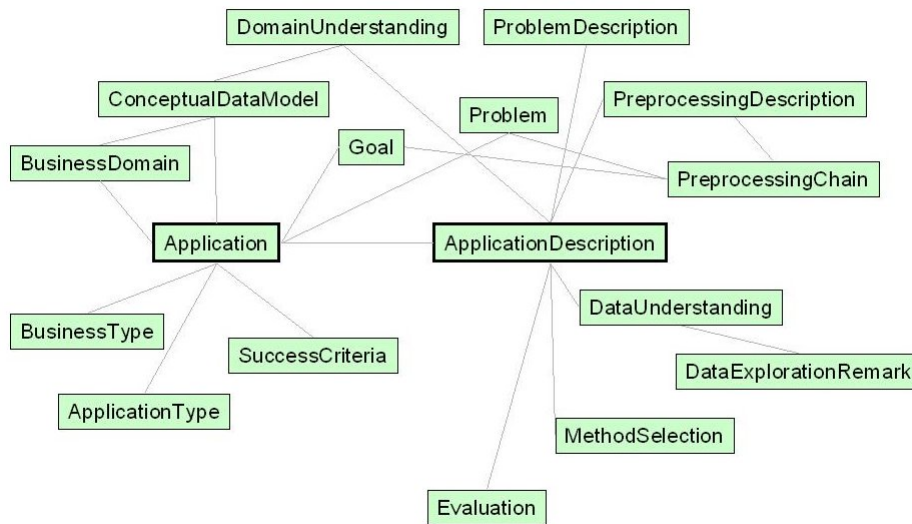 DomainUnderstanding
ProblemDescription
ConceptualDataModel
PreprocessingDescription
Problem
Goal
BusinessDomain
PreprocessingChain
Application
ApplicationDescription
DataUnderstanding
BusinessType
SuccessCriteria
DataExplorationRemark
ApplicationType
MethodSelection
Evaluation